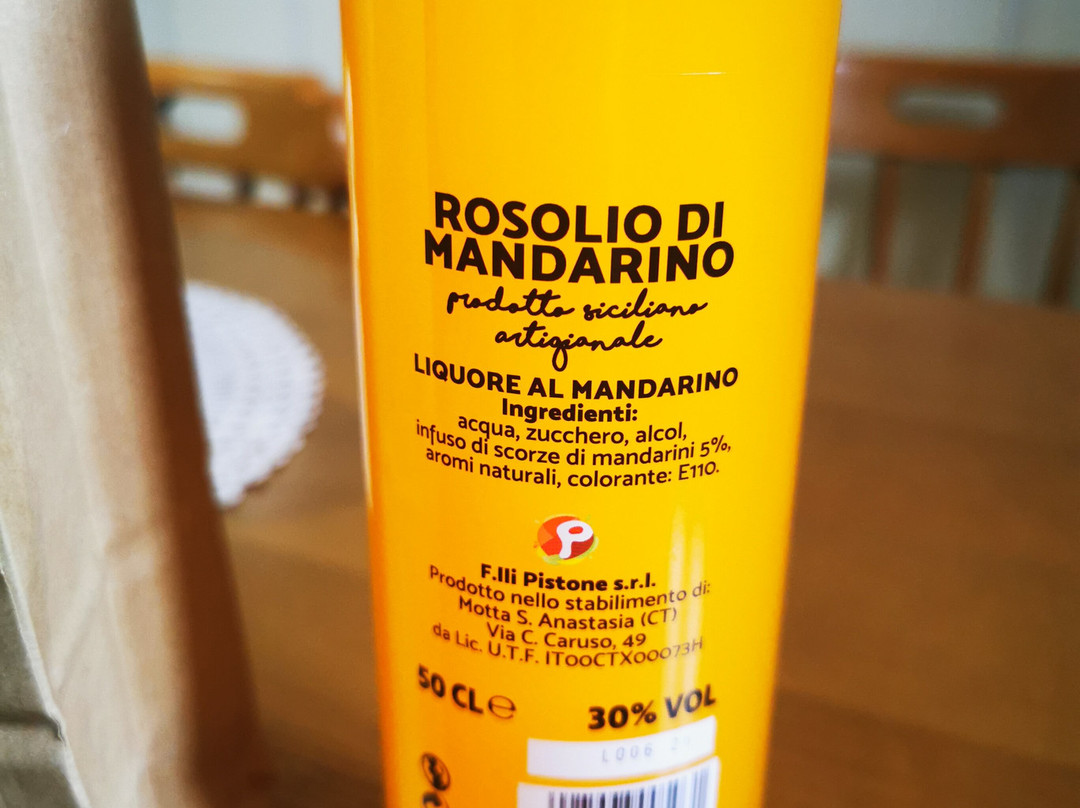 ROSOLIO DI
MANDARINO
prodotto siciliano
artigianale
LIQUORE AL MANDARINO
Ingredienti:
acqua, zucchero, alcol,
infuso di scorze di mandarini 5%,
aromi naturali, colorante: E110.
P
F.lli Pistone s.r.l.
Prodotto nello stabilimento di:
Motta S. Anastasia (CT)
Via C. Caruso, 49
da Lic. U.T.F. IT00CTX00073H
50 CL e
30% VOL
L006